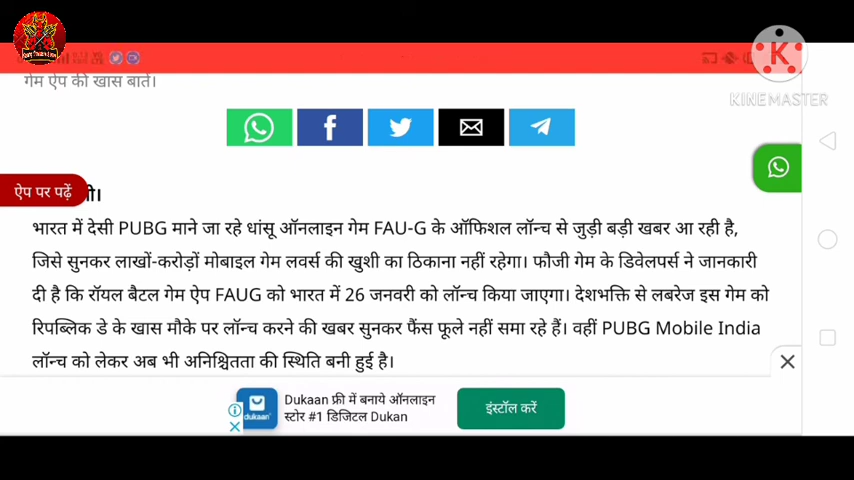 K
KINEMASTER
गेम ऐप की खास बातें।
ऐप पर पढ़ें
ी।
भारत में देसी PUBG माने जा रहे धांसू ऑनलाइन गेम FAU-G के ऑफिशल लॉन्च से जुड़ी बड़ी खबर आ रही है,
जिसे सुनकर लाखों-करोड़ों मोबाइल गेम लवर्स की खुशी का ठिकाना नहीं रहेगा। फौजी गेम के डिवेलपर्स ने जानकारी
दी है कि रॉयल बैटल गेम ऐप FAUG को भारत में 26 जनवरी को लॉन्च किया जाएगा। देशभक्ति से लबरेज इस गेम को
रिपब्लिक डे के खास मौके पर लॉन्च करने की खबर सुनकर फैंस फूले नहीं समा रहे हैं। वहीं PUBG Mobile India
लॉन्च को लेकर अब भी अनिश्चितता की स्थिति बनी हुई है।
dukaan
Dukaan फ्री में बनाये ऑनलाइन
स्टोर #1 डिजिटल Dukan
इंस्टॉल करें